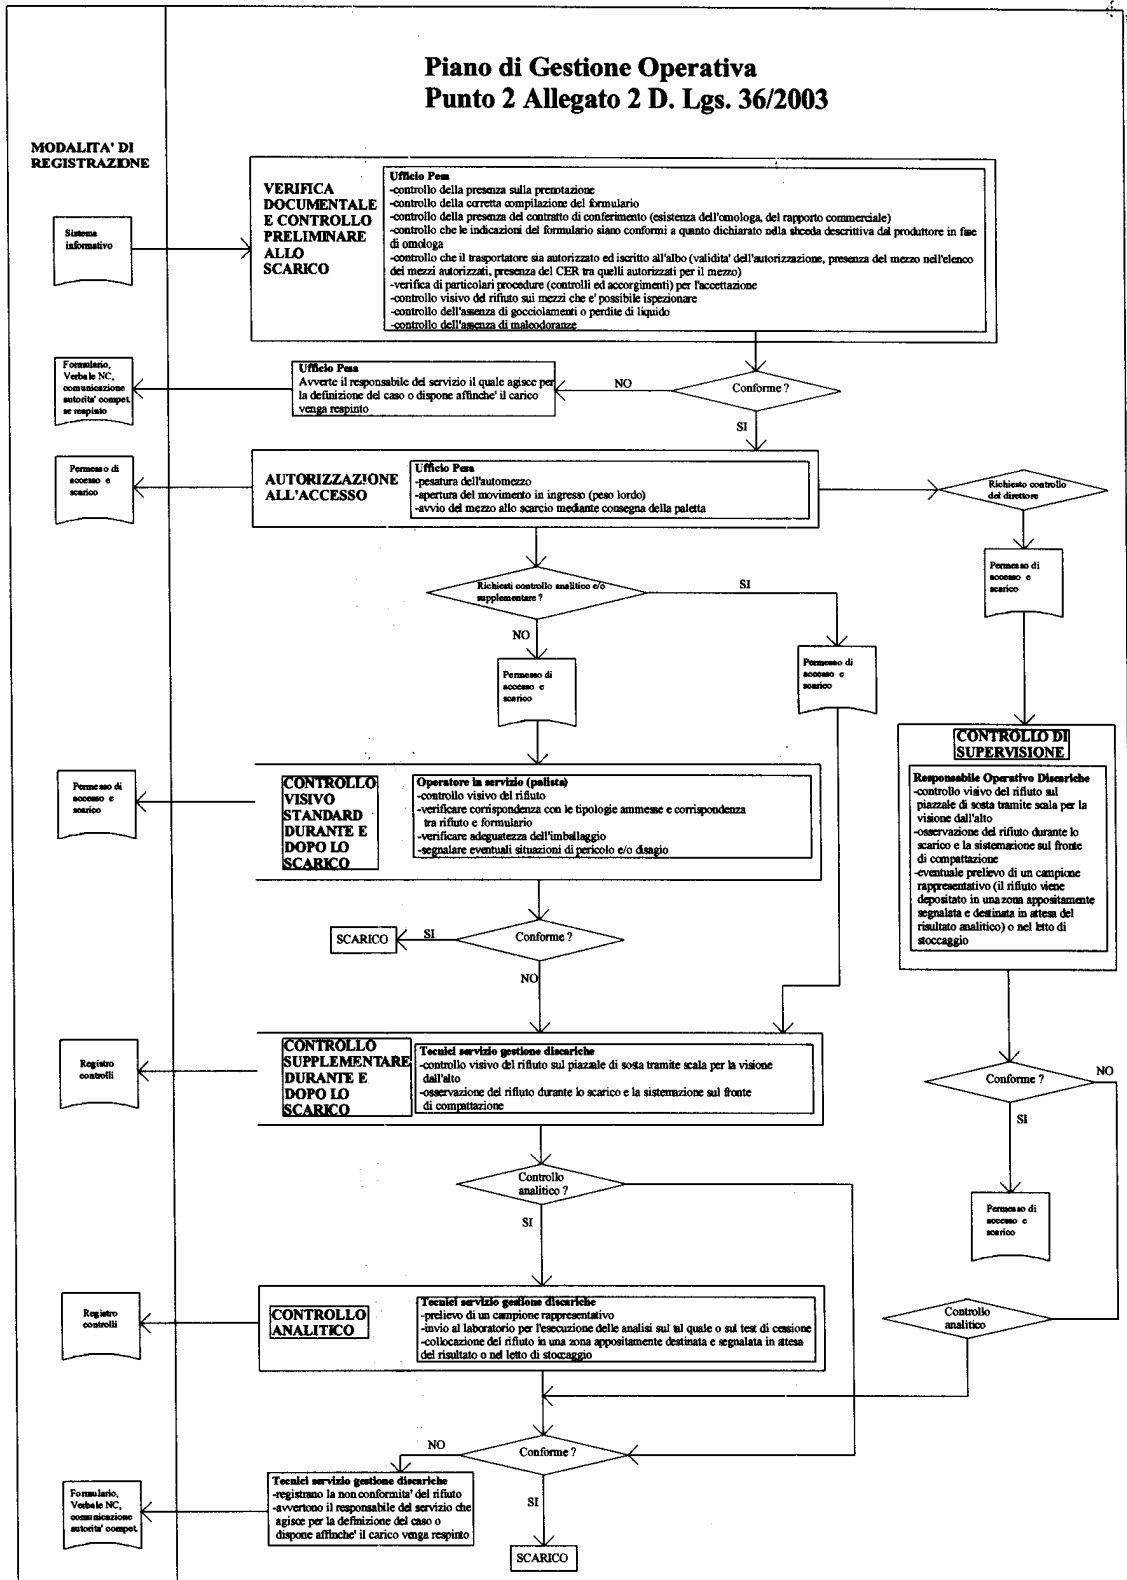 Piano di Gestione Operativa
Punto 2 Allegato 2 D. Lgs. 36/2003
MODALITA' DI
REGISTRAZIONE
Sistema
informativo
VERIFICA
DOCUMENTALE
E CONTROLLO
PRELIMINARE
ALLO
SCARICO
Ufficio Pesa
-controllo della presenza sulla prenotazione
-controllo della corretta compilazione del formulario
-controllo della presenza del contratto di conferimento (esistenza dell'omologa, del rapporto commerciale)
-controllo che le indicazioni del formulario siano conformi a quanto dichiarato nella shceda descrittiva dal produttore in fase
di omologa
-controllo che il trasportatore sia autorizzato ed iscritto all'albo (validita' dell'autorizzazione, presenza del mezzo nell'elenco
dei mezzi autorizzati, presenza del CER tra quelli autorizzati per il mezzo)
-verifica di particolari procedure (controlli ed accorgimenti) per l'accettazione
-controllo visivo del rifiuto sui mezzi che e' possibile ispezionare
-controllo dell'assenza di gocciolamenti o perdite di liquido
-controllo dell'assenza di maleodoranze
Formulario,
Verbale NC,
comunicazione
autorita' compet.
se respinto
Ufficio Pesa
Avverte il responsabile del servizio il quale agisce per
la definizione del caso o dispone affinche' il carico
venga respinto
NO
Conforme ?
SI
Permesso di
accesso e
scarico
AUTORIZZAZIONE
ALL'ACCESSO
Ufficio Pesa
-pesatura dell'automezzo
-apertura del movimento in ingresso (peso lordo)
-avvio del mezzo allo scarcio mediante consegna della paletta
Richiesto controllo
del direttore
Permesso di
accesso e
scarico
Richiesti controllo analitico e/o
supplementare ?
SI
NO
Permesso di
accesso e
scarico
Permesso di
accesso e
scarico
CONTROLLO DI
SUPERVISIONE
Responsabile Operativo Discariche
-controllo visivo del rifiuto sul
piazzale di sosta tramite scala per la
visione dall'alto
-osservazione del rifiuto durante lo
scarico e la sistemazione sul fronte
di compattazione
-eventuale prelievo di un campione
rappresentativo (il rifiuto viene
depositato in una zona appositamente
segnalata e destinata in attesa del
risultato analitico) o nel letto di
stoccaggio
Permesso di
accesso e
scarico
CONTROLLO
VISIVO
STANDARD
DURANTE E
DOPO LO
SCARICO
Operatore in servizio (palista)
-controllo visivo del rifiuto
-verificare corrispondenza con le tipologie ammesse e corrispondenza
tra rifiuto e formulario
-verificare adeguatezza dell'imballaggio
-segnalare eventuali situazioni di pericolo e/o disagio
SCARICO
SI
Conforme ?
NO
Registro
controlli
CONTROLLO
SUPPLEMENTARE
DURANTE E
DOPO LO
SCARICO
Tecnici servizio gestione discariche
-controllo visivo del rifiuto sul piazzale di sosta tramite scala per la visione
dall'alto
-osservazione del rifiuto durante lo scarico e la sistemazione sul fronte
di compattazione
Conforme ?
NO
SI
Permesso di
accesso e
scarico
Controllo
analitico ?
SI
Registro
controlli
CONTROLLO
ANALITICO
Tecnici servizio gestione discariche
-prelievo di un campione rappresentativo
-invio al laboratorio per l'esecuzione delle analisi sul tal quale o sul test di cessione
-collocazione del rifiuto in una zona appositamente destinata e segnalata in attesa
del risultato o nel letto di stoccaggio
Controllo
analitico
NO
Conforme ?
SI
Formulario,
Verbale NC,
comunicazione
autorita' compet.
Tecnici servizio gestione discariche
-registrano la non conformita' del rifiuto
-avvertono il responsabile del servizio che
agisce per la definizione del caso o
dispone affinche' il carico venga respinto
SCARICO